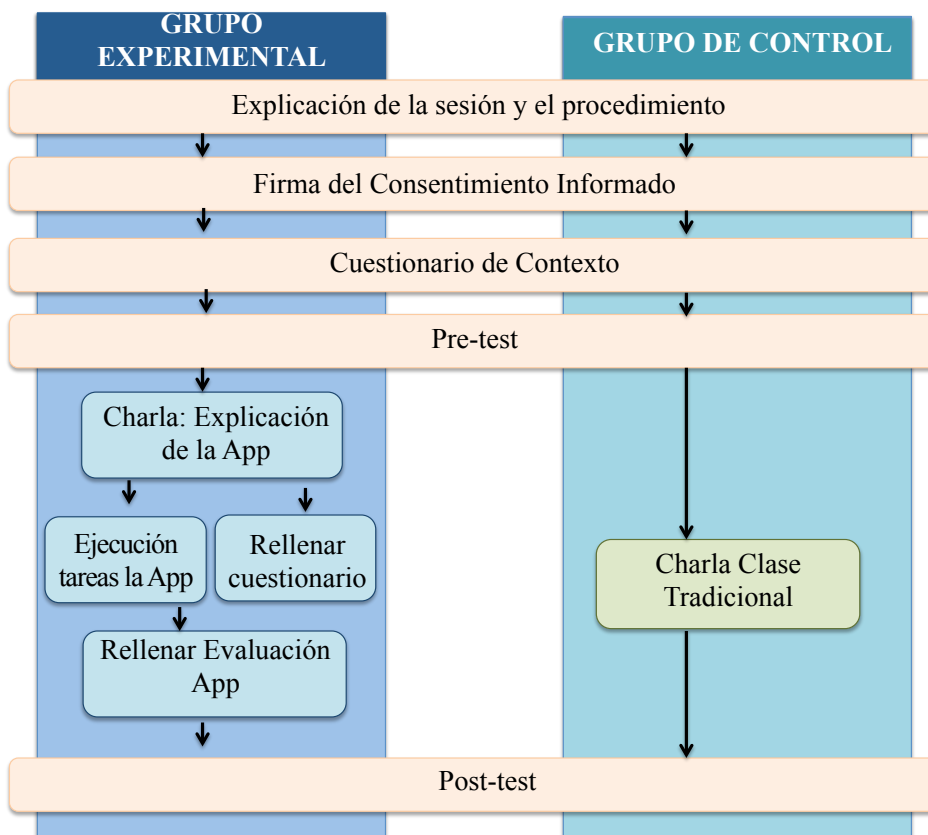 GRUPO
EXPERIMENTAL
GRUPO DE CONTROL
Explicación de la sesión y el procedimiento
Firma del Consentimiento Informado
Cuestionario de Contexto
Pre-test
Charla: Explicación
de la App
Ejecución
tareas la App
Rellenar
cuestionario
Charla Clase
Tradicional
Rellenar Evaluación
App
Post-test